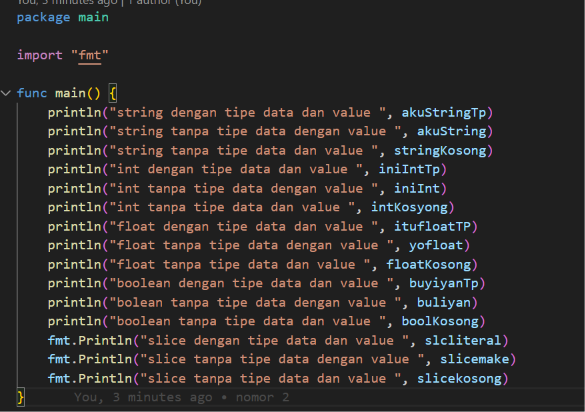 You, 3 minutes ago | 1 author (You)
package main
import "fmt"
func main() {
println("string dengan tipe data dan value ", akuStringTp)
println("string tanpa tipe data dengan value ", akuString)
println("string tanpa tipe data dan value ", stringKosong)
println("int dengan tipe data dan value ", iniIntTp)
println("int tanpa tipe data dengan value ", iniInt)
println("int tanpa tipe data dan value ", intKosyong)
println("float dengan tipe data dan value ", itufloatTP)
println("float tanpa tipe data dengan value ", yofloat)
println("float tanpa tipe data dan value ", floatKosong)
println("boolean dengan tipe data dan value ", buyiyanTp)
println("bolean tanpa tipe data dengan value ", buliyan)
println("boolean tanpa tipe data dan value ", boolKosong)
fmt.Println("slice dengan tipe data dan value ", slcliteral)
fmt.Println("slice tanpa tipe data dengan value ", slicemake)
fmt.Println("slice tanpa tipe data dan value ", slicekosong)
} You, 3 minutes ago • nomor 2